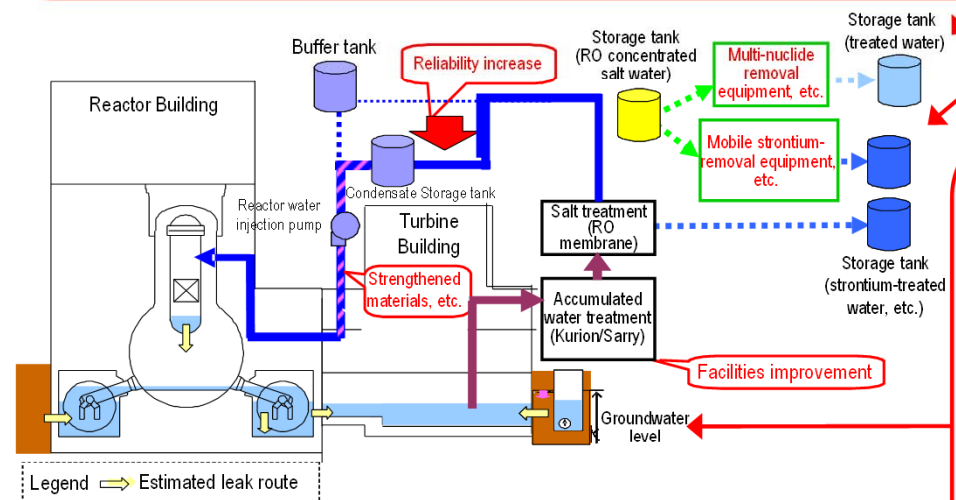 Storage tank
(treated water)
Storage tank
(RO concentrated
salt water)
Multi-nuclide
removal
equipment, etc.
Buffer tank
Reliability increase
Reactor Building
Mobile strontium-
removal equipment,
etc.
Condensate Storage tank
Reactor water
injection pump
Turbine
Building
Salt treatment
(RO
membrane)
Storage tank
(strontium-treated
water, etc.)
Strengthened
materials, etc.
Accumulated
water treatment
(Kurion/Sarry)
Facilities improvement
Groundwater
level
Legend
Estimated leak route